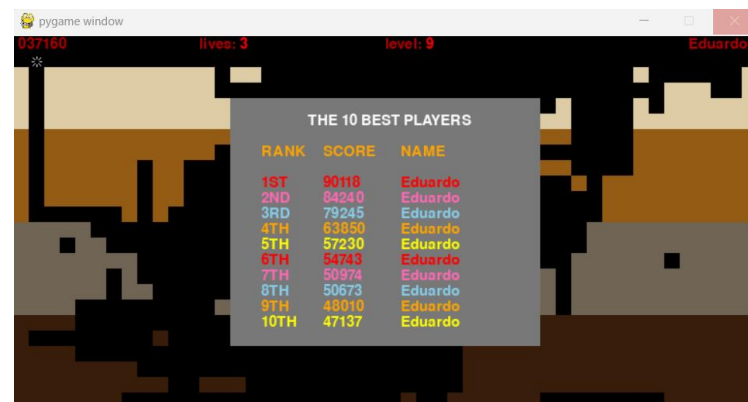 pygame window
037160 lives: 3 level: 9 Eduardo
THE 10 BEST PLAYERS
RANK SCORE NAME
1ST 90118 Eduardo
2ND 84240 Eduardo
3RD 79245 Eduardo
4TH 63850 Eduardo
5TH 57230 Eduardo
6TH 54743 Eduardo
7TH 50974 Eduardo
8TH 50673 Eduardo
9TH 48010 Eduardo
10TH 47137 Eduardo